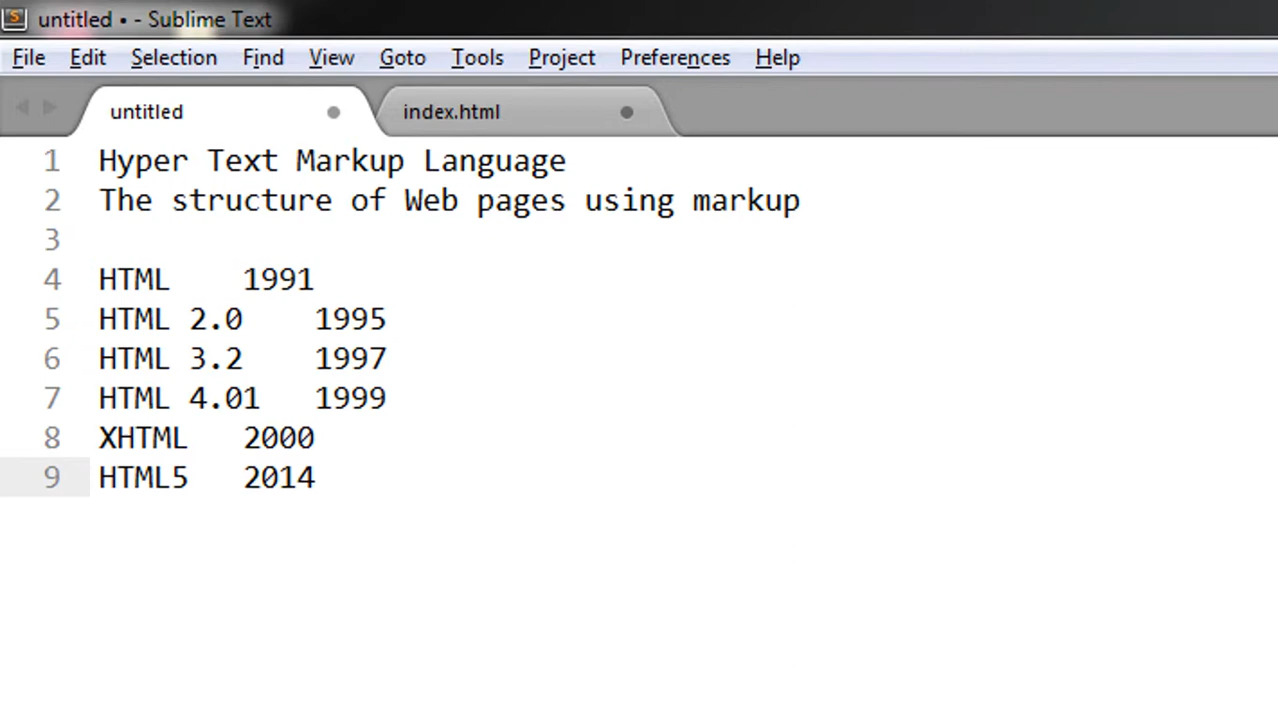 untitled • - Sublime Text
File Edit Selection Find View Goto Tools Project Preferences Help
untitled index.html
1 Hyper Text Markup Language
2 The structure of Web pages using markup
3
4 HTML 1991
5 HTML 2.0 1995
6 HTML 3.2 1997
7 HTML 4.01 1999
8 XHTML 2000
9 HTML5 2014